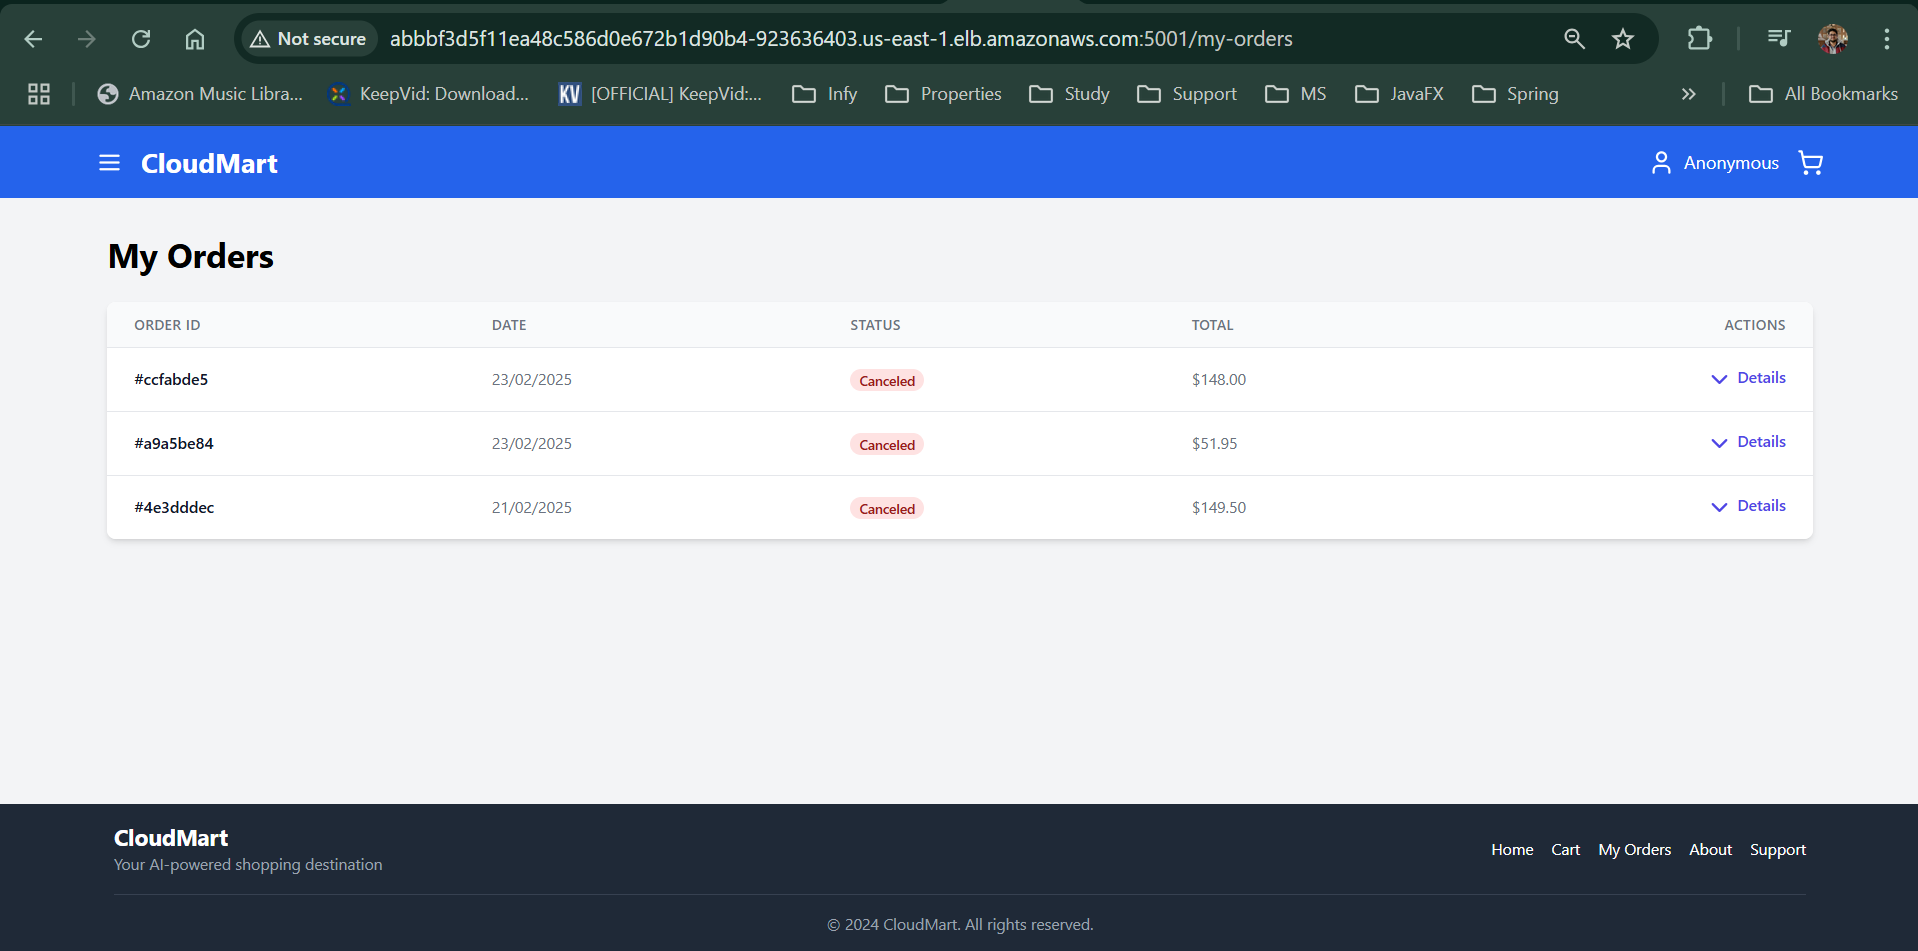 Not secure abbbf3d5f11ea48c586d0e672b1d90b4-923636403.us-east-1.elb.amazonaws.com:5001/my-orders
Amazon Music Libra... KeepVid: Download... KV [OFFICIAL] KeepVid:... Infy Properties Study Support MS JavaFX Spring » All Bookmarks
CloudMart Anonymous
My Orders
ORDER ID DATE STATUS TOTAL ACTIONS
#ccfabde5 23/02/2025 Canceled $148.00 Details
#a9a5be84 23/02/2025 Canceled $51.95 Details
#4e3dddec 21/02/2025 Canceled $149.50 Details
CloudMart
Your AI-powered shopping destination
Home Cart My Orders About Support
© 2024 CloudMart. All rights reserved.